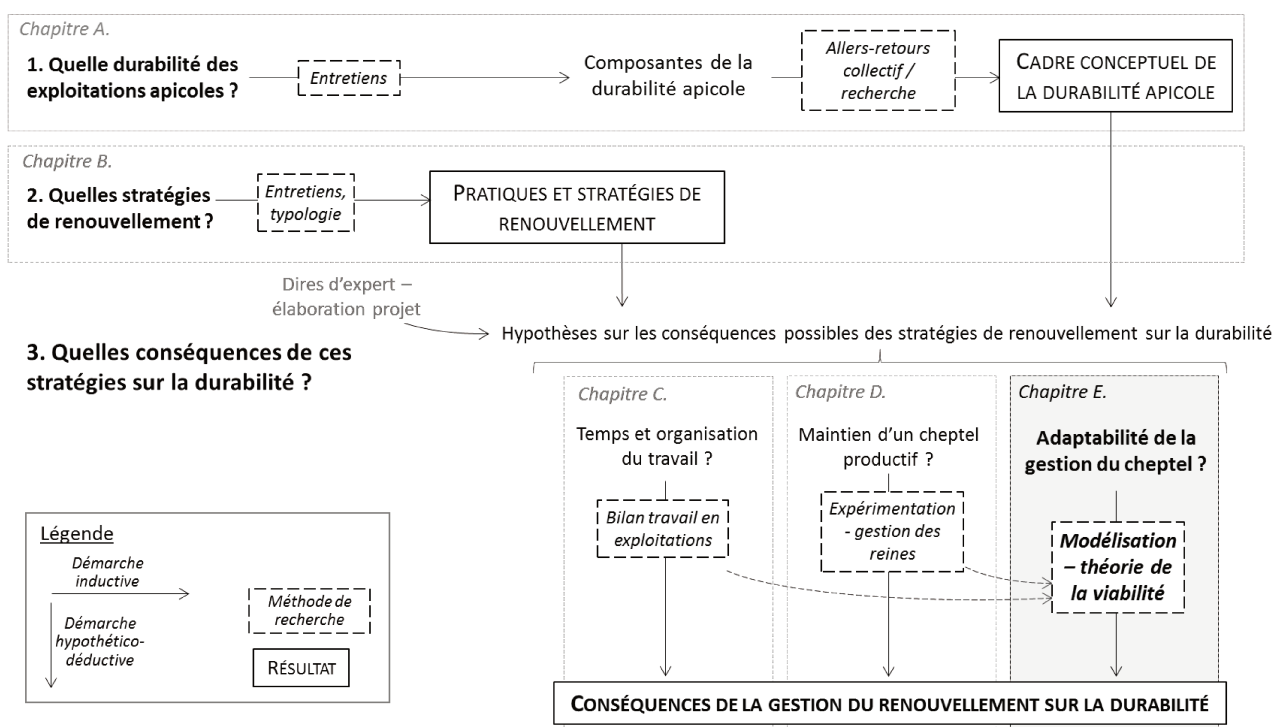 Chapitre A.
1. Quelle durabilité des
exploitations apicoles ?
Entretiens
Composantes de la
durabilité apicole
Allers-retours
collectif /
recherche
CADRE CONCEPTUEL DE
LA DURABILITÉ APICOLE
Chapitre B.
2. Quelles stratégies
de renouvellement ?
Entretiens,
typologie
PRATIQUES ET STRATÉGIES DE
RENOUVELLEMENT
Dires d'expert –
élaboration projet
Hypothèses sur les conséquences possibles des stratégies de renouvellement sur la durabilité
3. Quelles conséquences de ces
stratégies sur la durabilité ?
Chapitre C.
Temps et organisation
du travail ?
Bilan travail en
exploitations
Chapitre D.
Maintien d'un cheptel
productif ?
Expérimentation
- gestion des
reines
Chapitre E.
Adaptabilité de la
gestion du cheptel ?
Modélisation
– théorie de
la viabilité
Légende
Démarche
inductive
Démarche
hypothético-
déductive
Méthode de
recherche
RÉSULTAT
CONSÉQUENCES DE LA GESTION DU RENOUVELLEMENT SUR LA DURABILITÉ